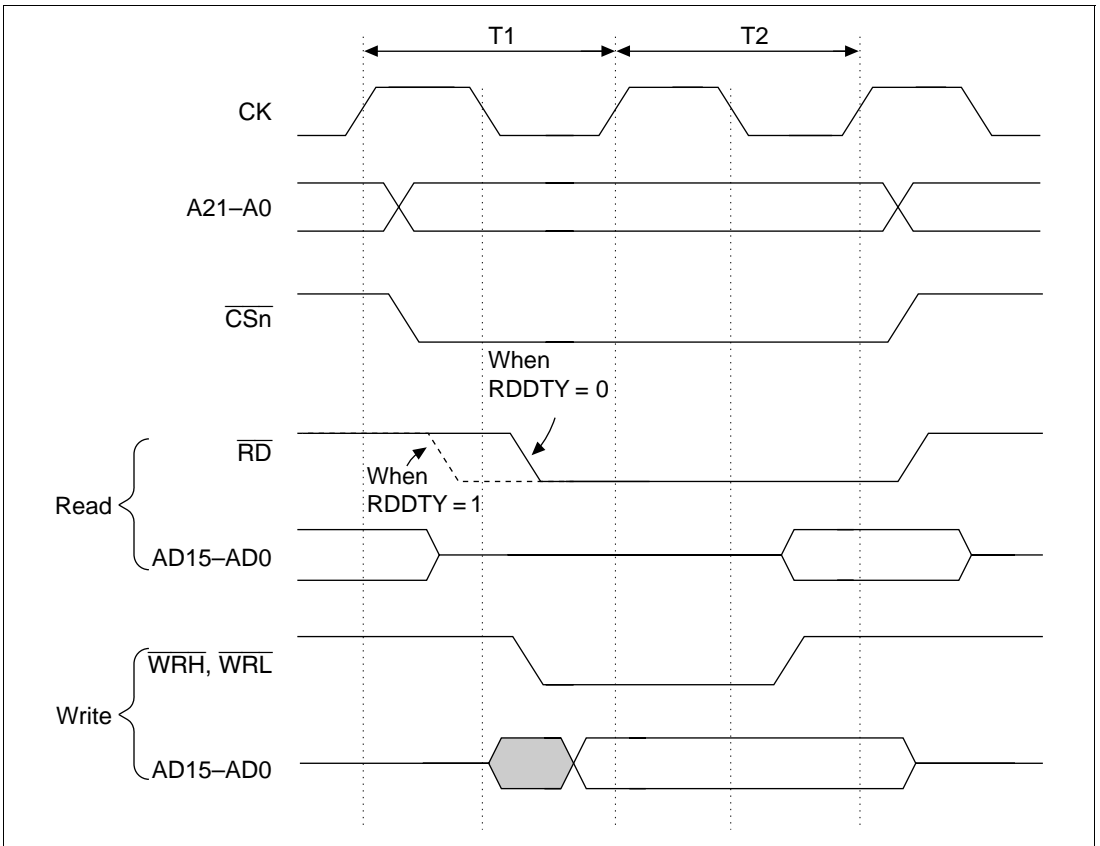 T1 T2
CK
A21–A0
CSn
When
RDDTY = 0
RD
When
RDDTY = 1
Read
AD15–AD0
WRH, WRL
Write
AD15–AD0